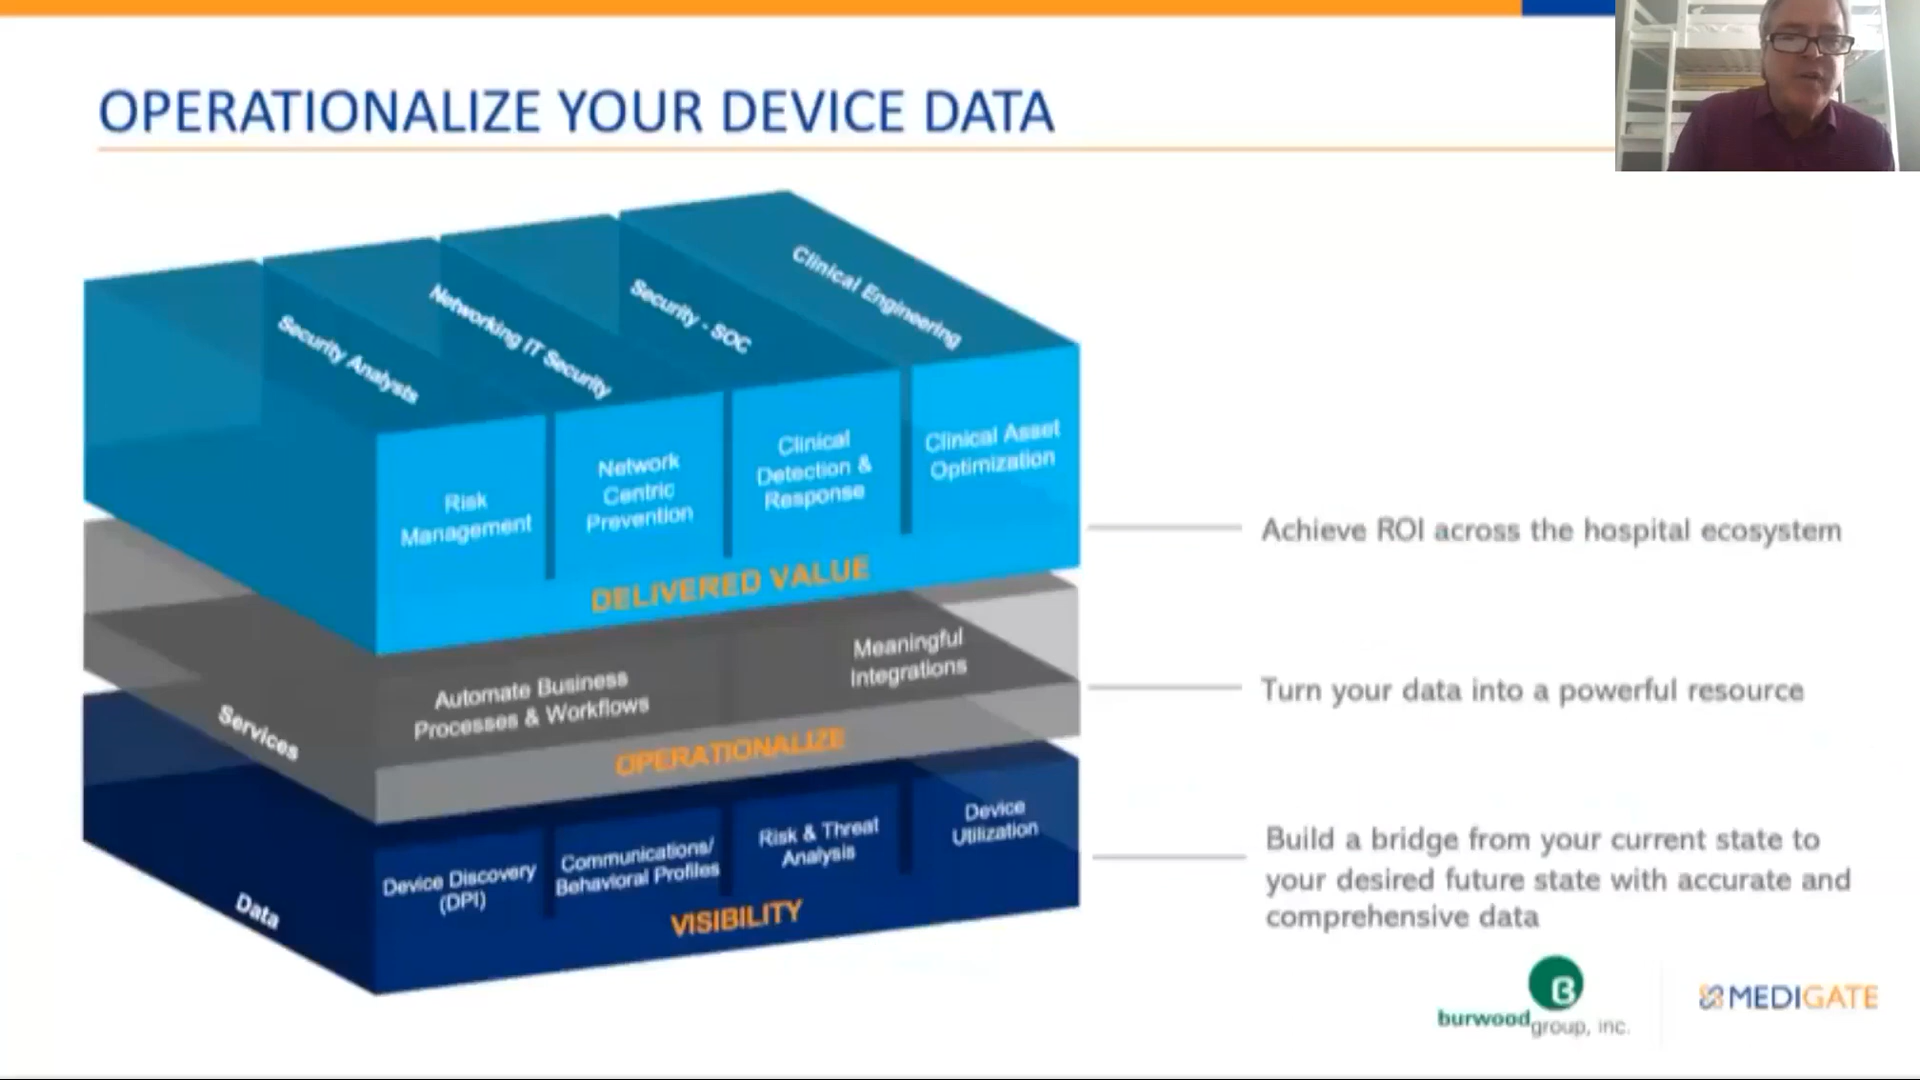 OPERATIONALIZE YOUR DEVICE DATA
Security Analysts
Networking IT Security
Security - SOC
Clinical Engineering
Risk
Management
Network
Centric
Prevention
Clinical
Detection &
Response
Clinical Asset
Optimization
DELIVERED VALUE
Achieve ROI across the hospital ecosystem
Services
Automate Business
Processes & Workflows
Meaningful
Integrations
OPERATIONALIZE
Turn your data into a powerful resource
Data
Device Discovery
(DPI)
Communications/
Behavioral Profiles
Risk & Threat
Analysis
Device
Utilization
VISIBILITY
Build a bridge from your current state to
your desired future state with accurate and
comprehensive data
B
burwood group, inc.
MEDIGATE